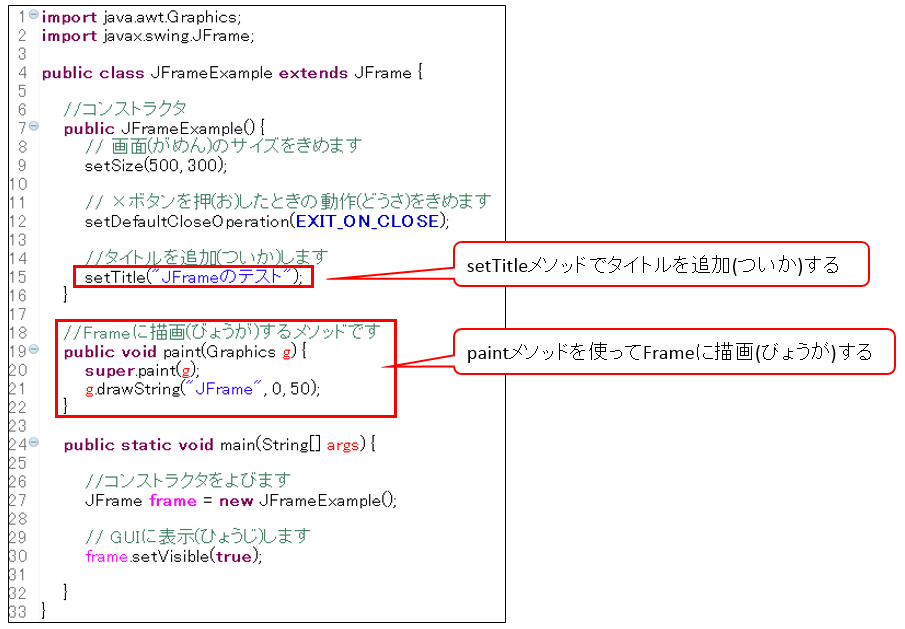 1 import java.awt.Graphics;
2 import javax.swing.JFrame;
3
4 public class JFrameExample extends JFrame {
5
6 //コンストラクタ
7 public JFrameExample() {
8 // 画面(がめん)のサイズをきめます
9 setSize(500, 300);
10
11 // ×ボタンを押(お)したときの動作(どうさ)をきめます
12 setDefaultCloseOperation(EXIT_ON_CLOSE);
13
14 //タイトルを追加(ついか)します
15 setTitle("JFrameのテスト");
setTitleメソッドでタイトルを追加(ついか)する
16 }
17
18 //Frameに描画(びょうが)するメソッドです
19 public void paint(Graphics g) {
20 super.paint(g);
paintメソッドを使ってFrameに描画(びょうが)する
21 g.drawString("JFrame", 0, 50);
22 }
23
24 public static void main(String[] args) {
25
26 //コンストラクタをよびます
27 JFrame frame = new JFrameExample();
28
29 // GUIに表示(ひょうじ)します
30 frame.setVisible(true);
31
32 }
33 }